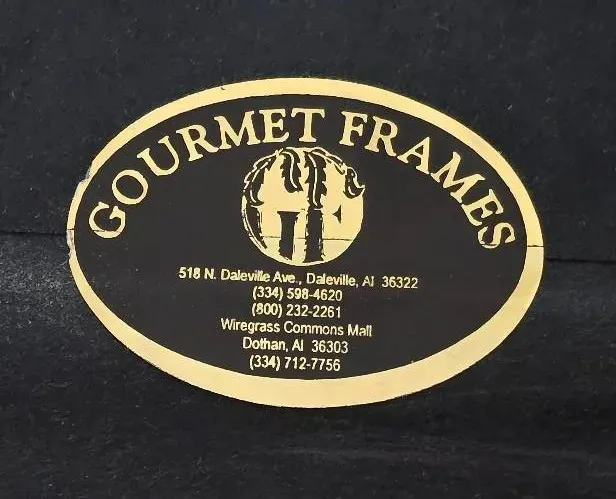 GOURMET FRAMES
518 N. Daleville Ave., Daleville, Al 36322
(334) 598-4620
(800) 232-2261
Wiregrass Commons Mall
Dothan, Al 36303
(334) 712-7756